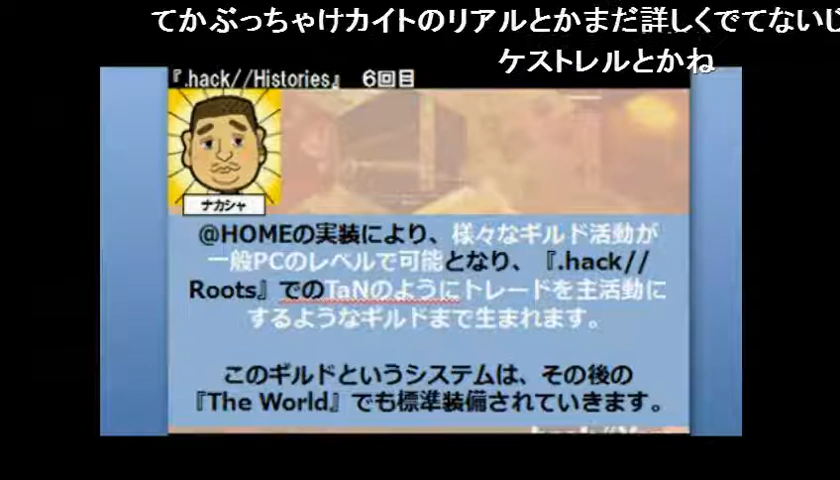 てかぶっちゃけカイトのリアルとかまだ詳しくでてないじ
ケストレルとかね
『.hack//Histories』 6回目
ナカシャ
@HOMEの実装により、様々なギルド活動が
一般PCのレベルで可能となり、『.hack//
Roots』でのTaNのようにトレードを主活動に
するようなギルドまで生まれます。
このギルドというシステムは、その後の
『The World』でも標準装備されていきます。